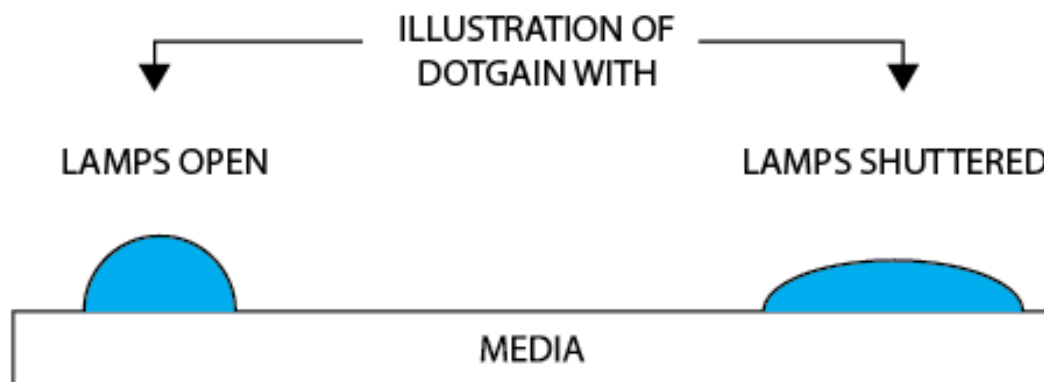 ILLUSTRATION OF
DOTGAIN WITH
LAMPS OPEN
LAMPS SHUTTERED
MEDIA